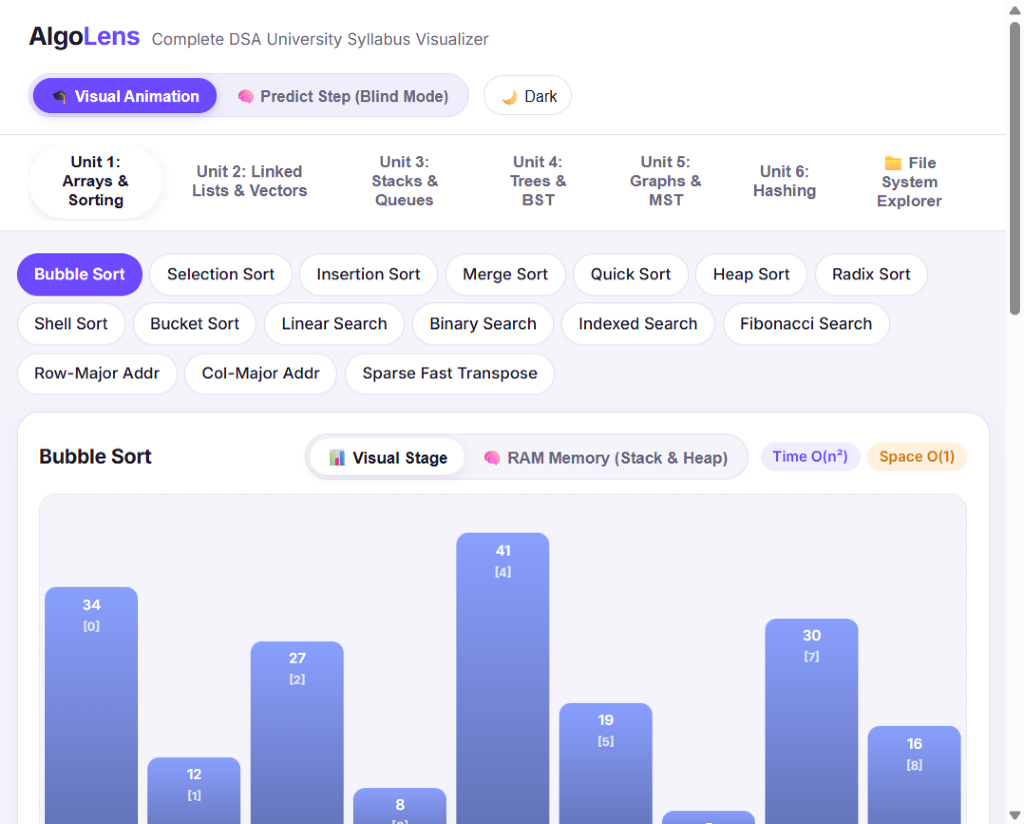 AlgoLens Complete DSA University Syllabus Visualizer
Visual Animation Predict Step (Blind Mode) Dark
Unit 1: Arrays & Sorting
Unit 2: Linked Lists & Vectors
Unit 3: Stacks & Queues
Unit 4: Trees & BST
Unit 5: Graphs & MST
Unit 6: Hashing
File System Explorer
Bubble Sort Selection Sort Insertion Sort Merge Sort Quick Sort Heap Sort Radix Sort
Shell Sort Bucket Sort Linear Search Binary Search Indexed Search Fibonacci Search
Row-Major Addr Col-Major Addr Sparse Fast Transpose
Bubble Sort Visual Stage RAM Memory (Stack & Heap) Time O(n²) Space O(1)
34
[0]
12
[1]
27
[2]
8
41
[4]
19
[5]
30
[7]
16
[8]